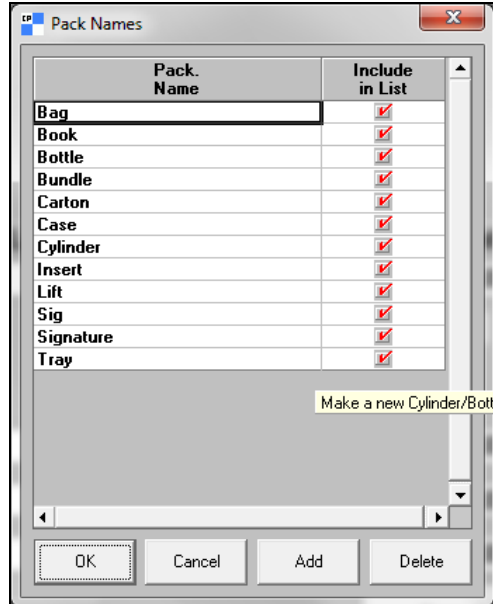 CP
Pack Names
Pack. Name
Include in List
Bag
Book
Bottle
Bundle
Carton
Case
Cylinder
Insert
Lift
Sig
Signature
Tray
Make a new Cylinder/Bott
OK Cancel Add Delete